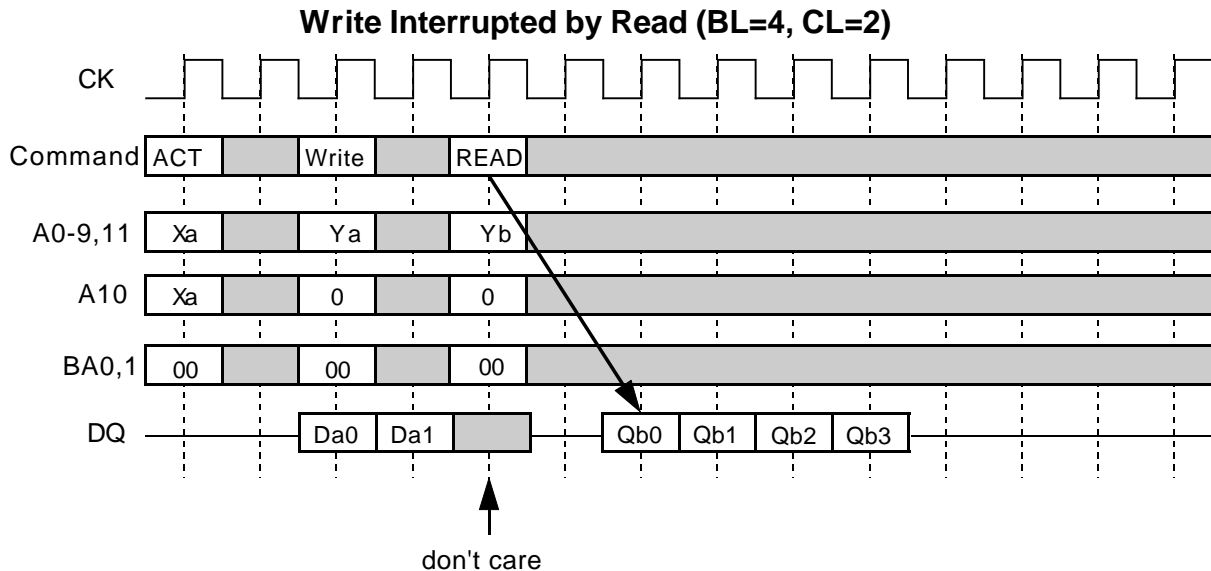 Write Interrupted by Read (BL=4, CL=2)
CK
Command ACT Write READ
A0-9,11 Xa Ya Yb
A10 Xa 0 0
BA0,1 00 00 00
DQ Da0 Da1 Qb0 Qb1 Qb2 Qb3
don't care